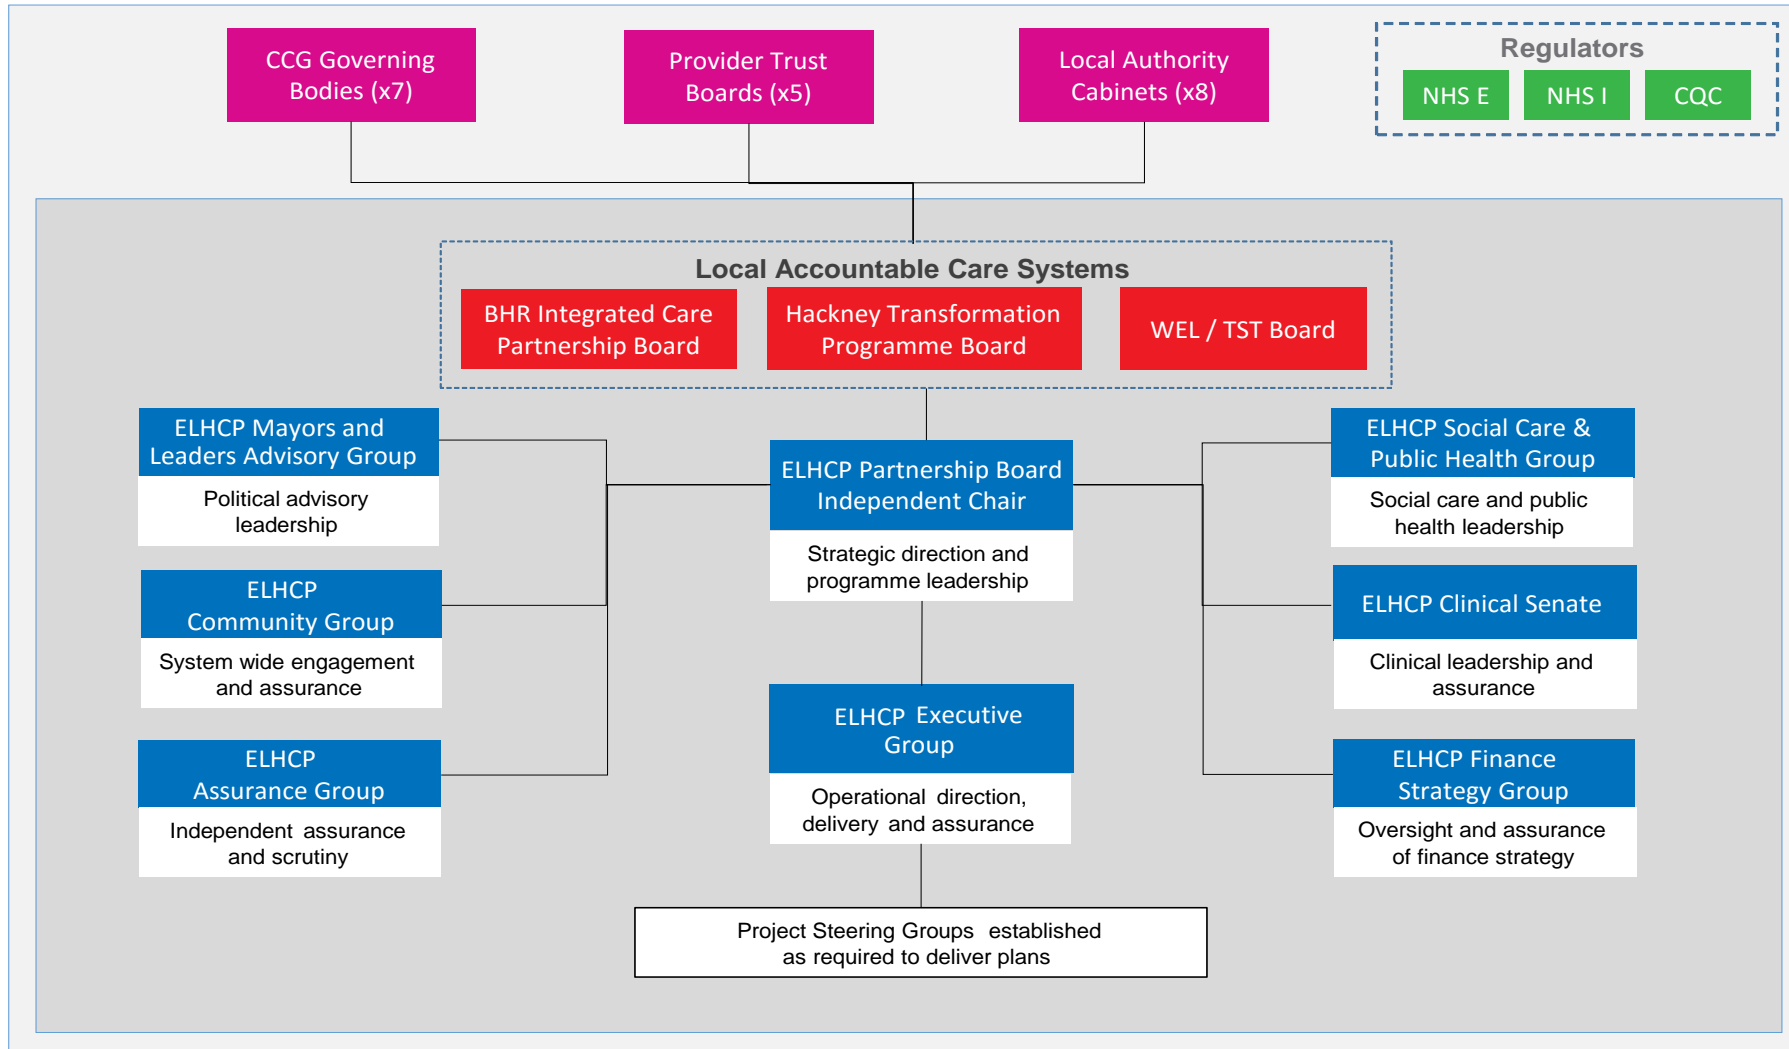 CCG Governing
Bodies (x7)
Provider Trust
Boards (x5)
Local Authority
Cabinets (x8)
Regulators
NHS E
NHS I
CQC
Local Accountable Care Systems
BHR Integrated Care
Partnership Board
Hackney Transformation
Programme Board
WEL / TST Board
ELHCP Mayors and
Leaders Advisory Group
Political advisory
leadership
ELHCP
Community Group
System wide engagement
and assurance
ELHCP
Assurance Group
Independent assurance
and scrutiny
ELHCP Partnership Board
Independent Chair
Strategic direction and
programme leadership
ELHCP Executive
Group
Operational direction,
delivery and assurance
Project Steering Groups established
as required to deliver plans
ELHCP Social Care &
Public Health Group
Social care and public
health leadership
ELHCP Clinical Senate
Clinical leadership and
assurance
ELHCP Finance
Strategy Group
Oversight and assurance
of finance strategy